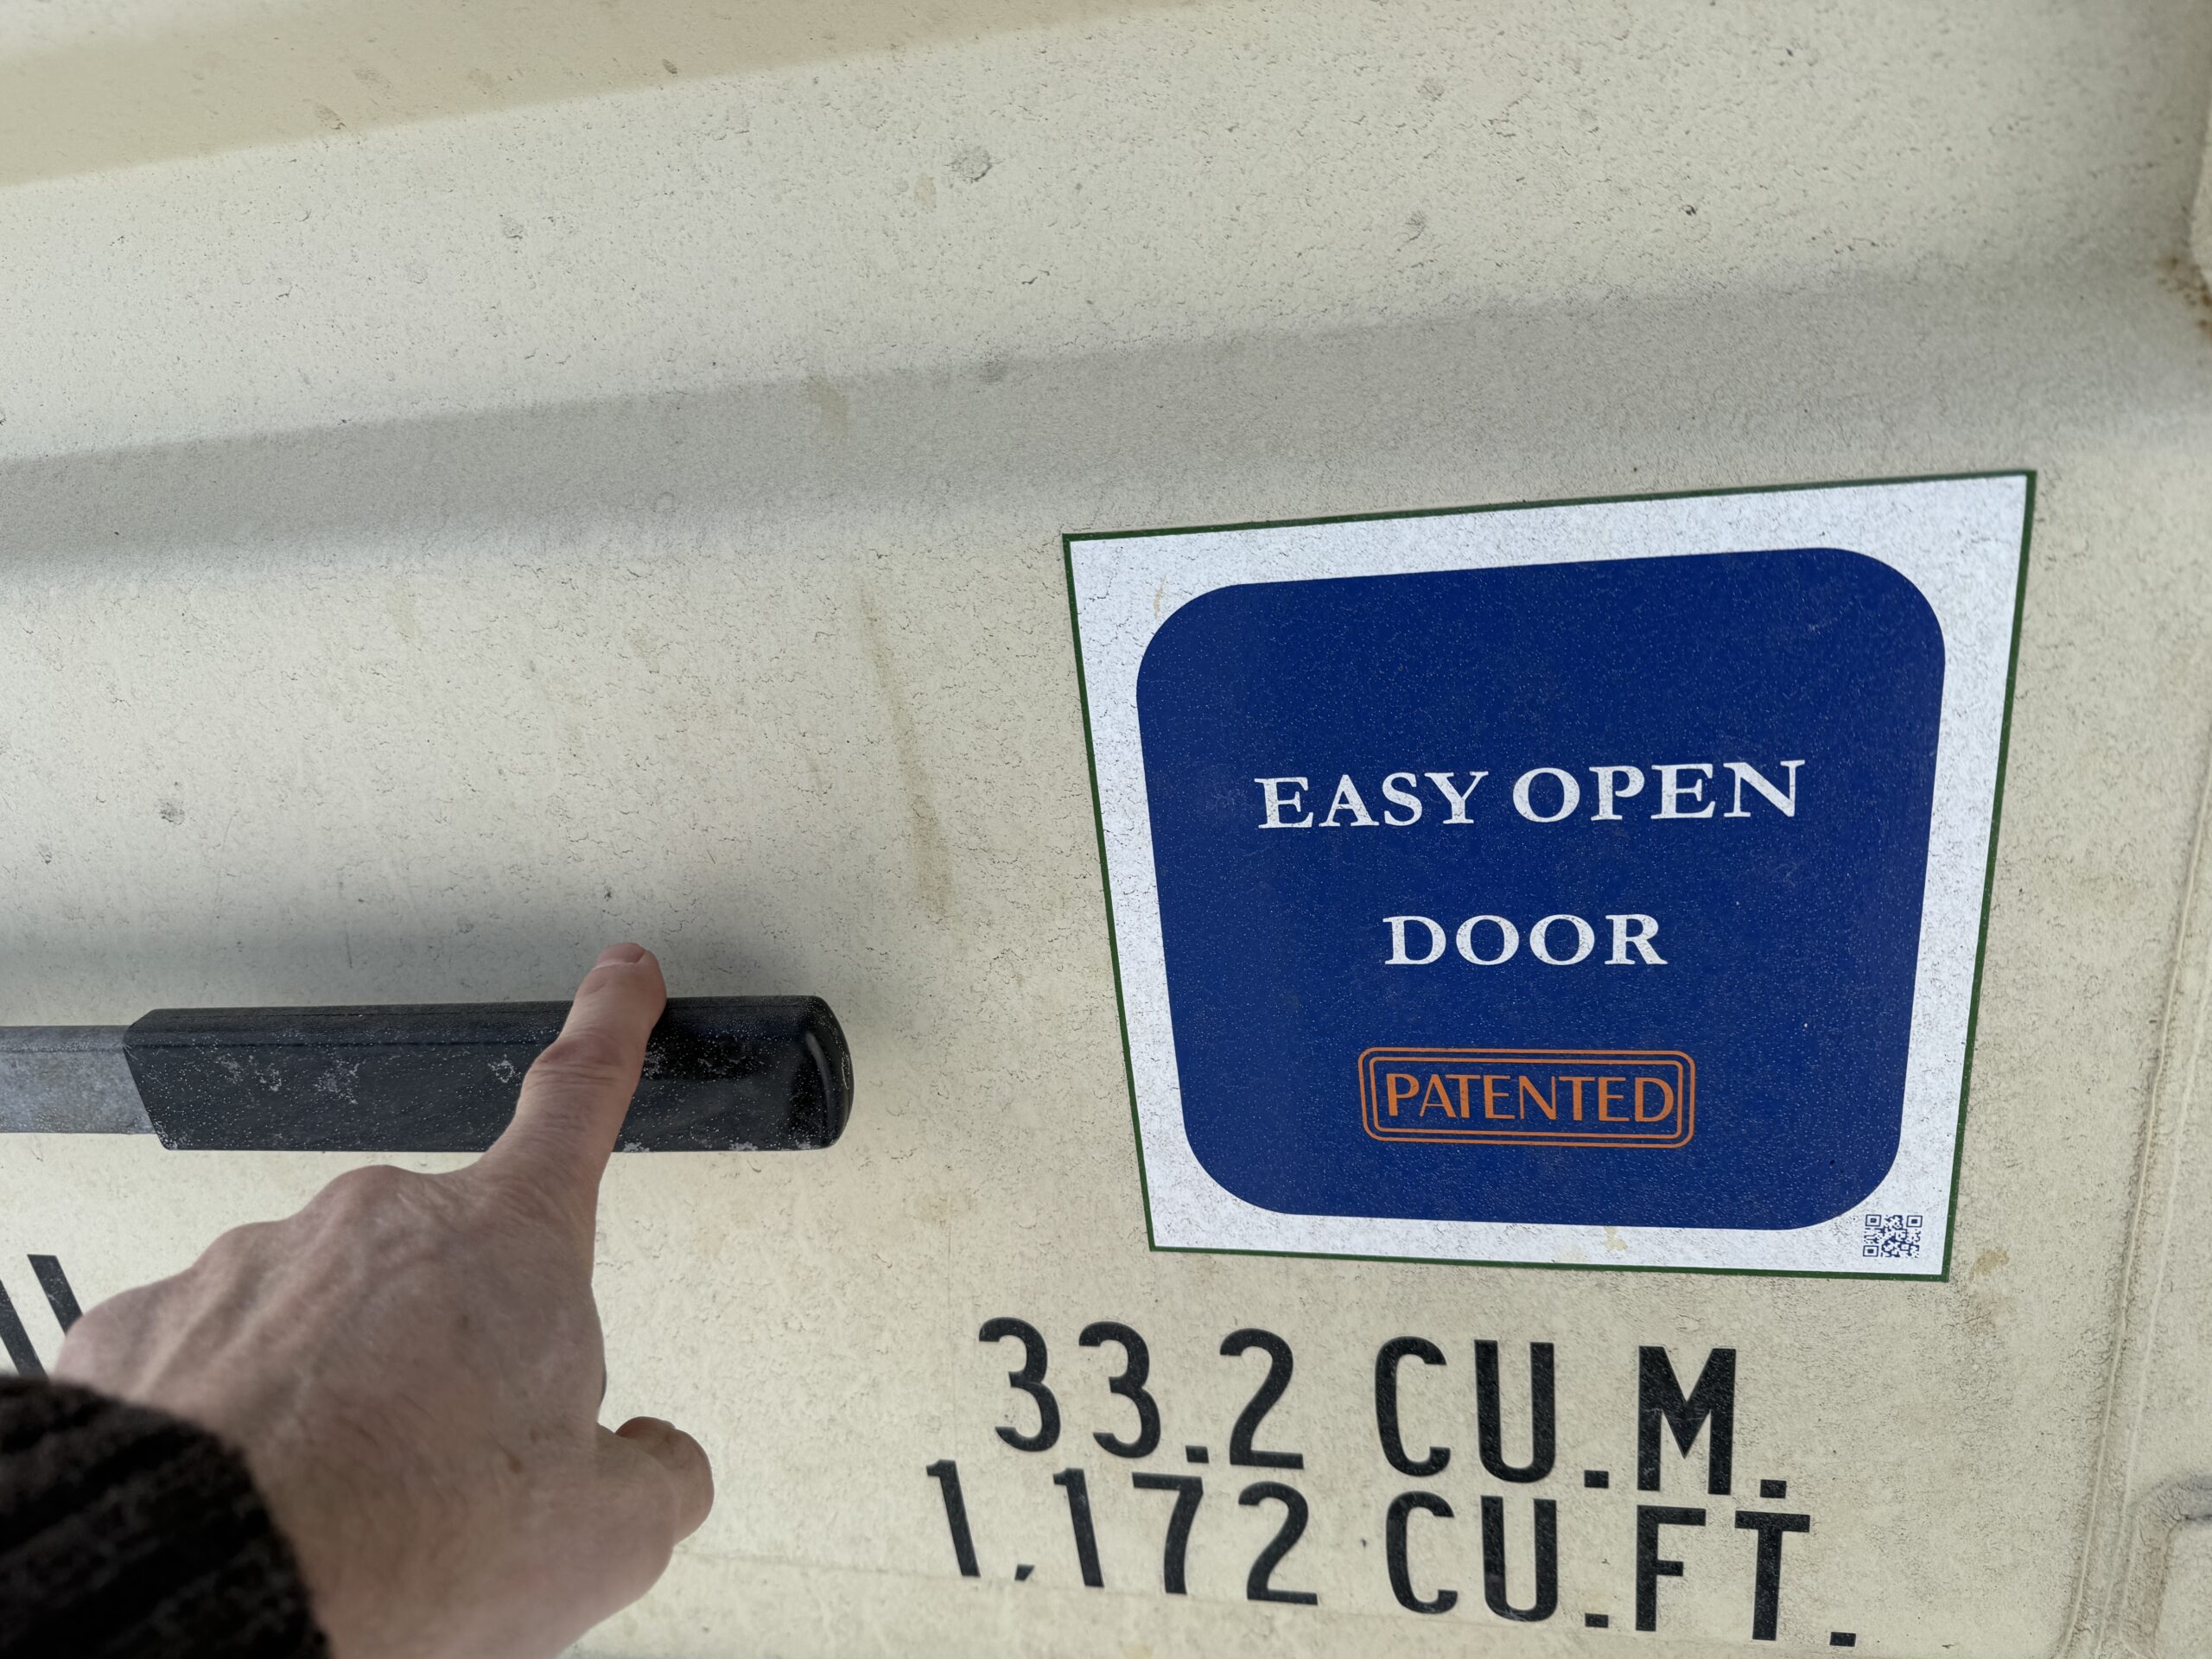 EASY OPEN
DOOR
PATENTED
33.2 CU.M.
1,172 CU.FT.